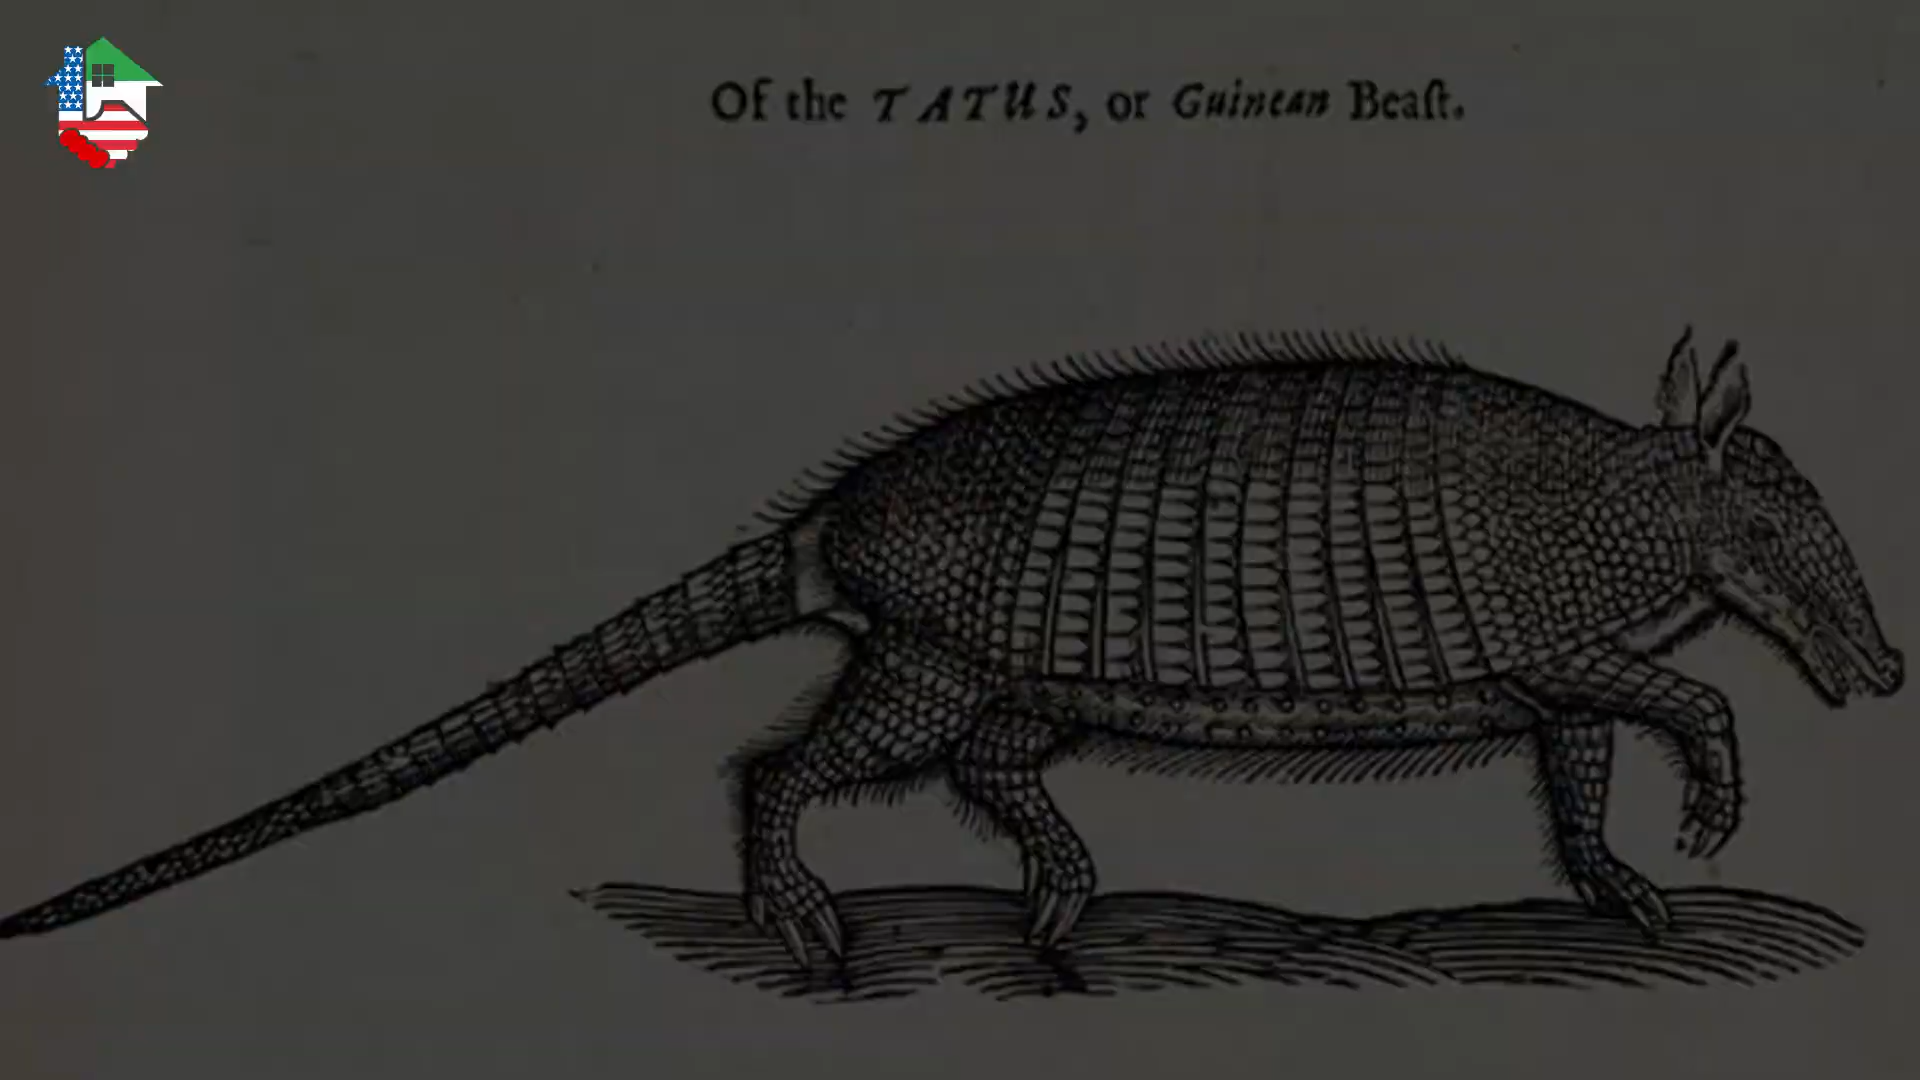 Of the TATUS, or Guinean Beaſt.